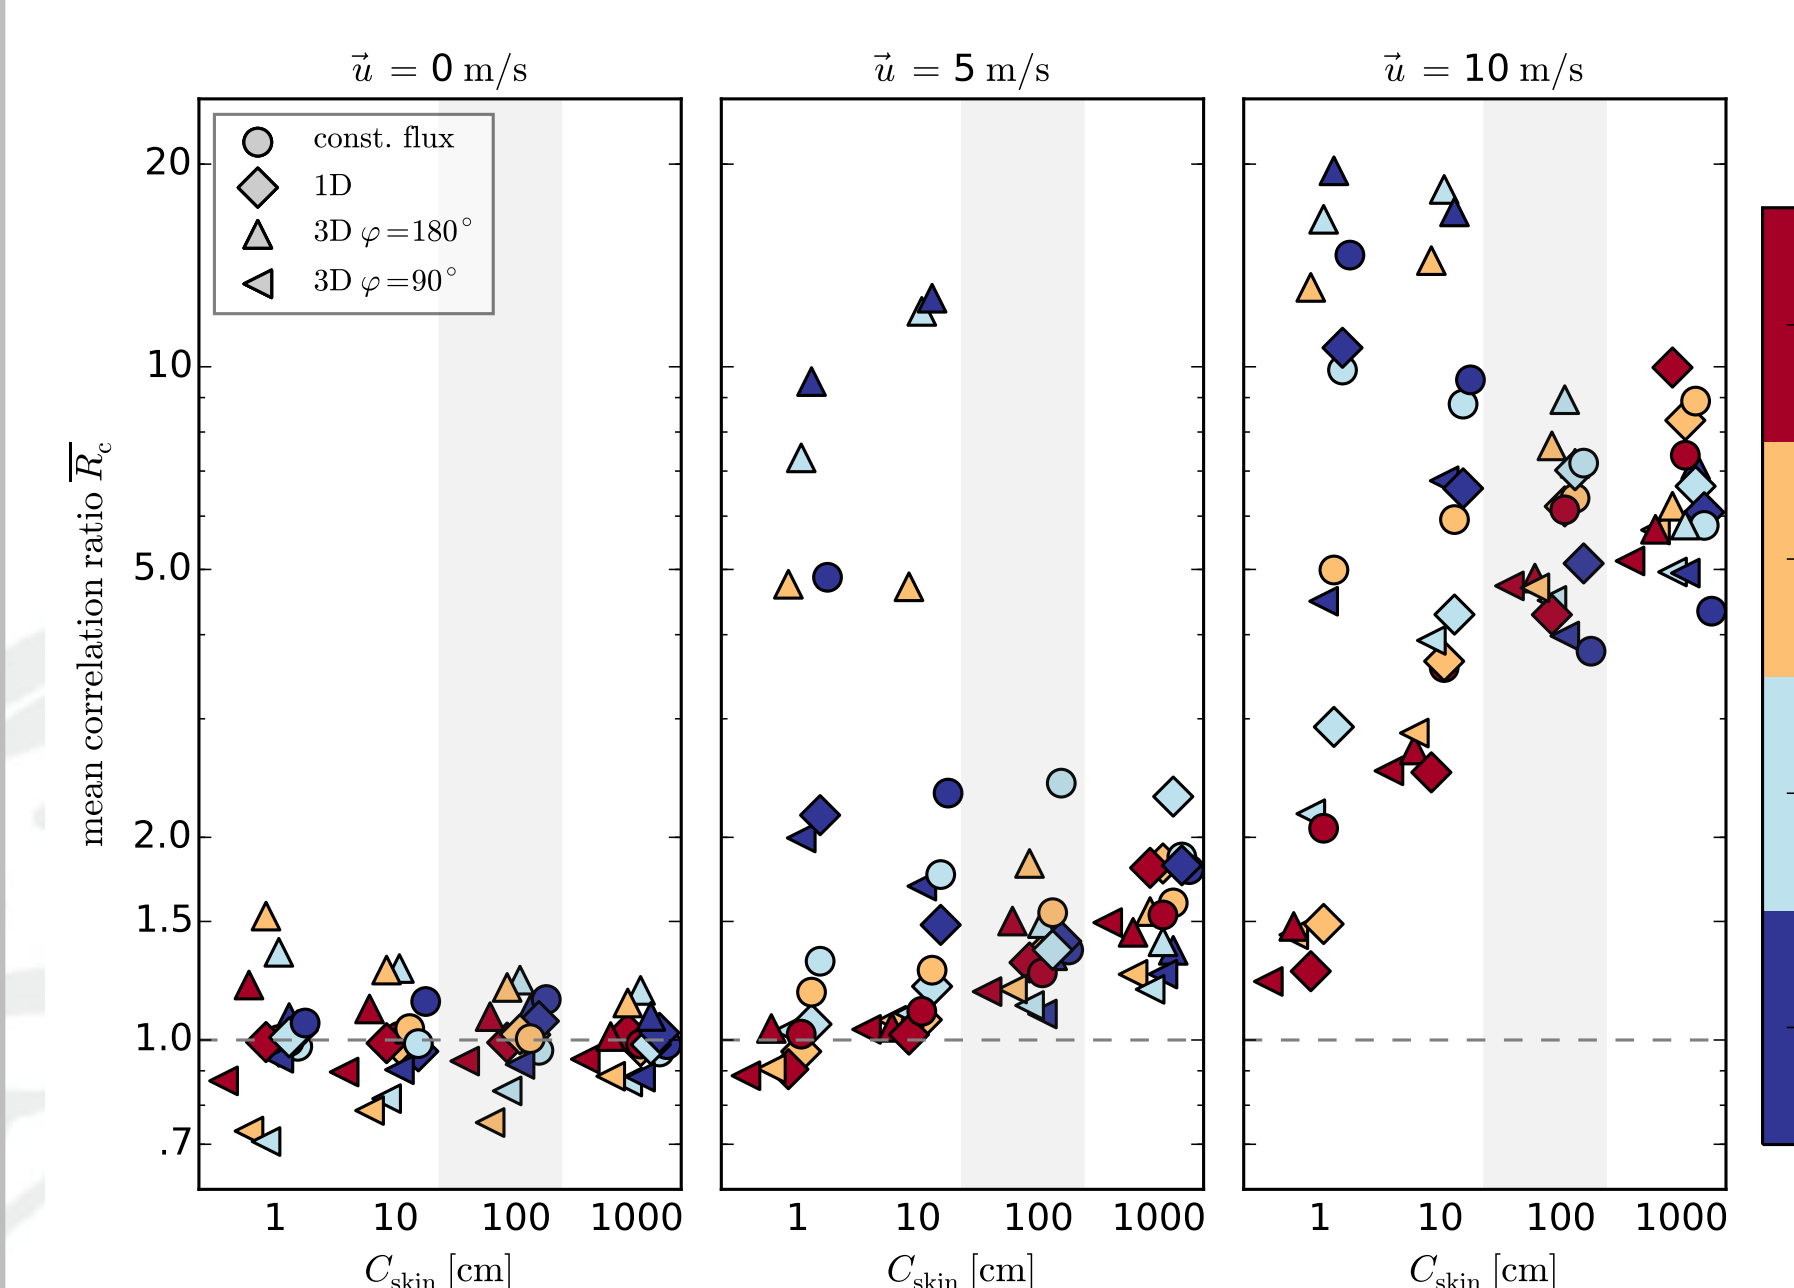 u⃗ = 0 m/s
u⃗ = 5 m/s
u⃗ = 10 m/s
const. flux
1D
3D φ=180°
3D φ=90°
mean correlation ratio R̅c
20
10
5.0
2.0
1.5
1.0
.7
1 10 100 1000
1 10 100 1000
1 10 100 1000
Cskin [cm]
Cskin [cm]
Cskin [cm]